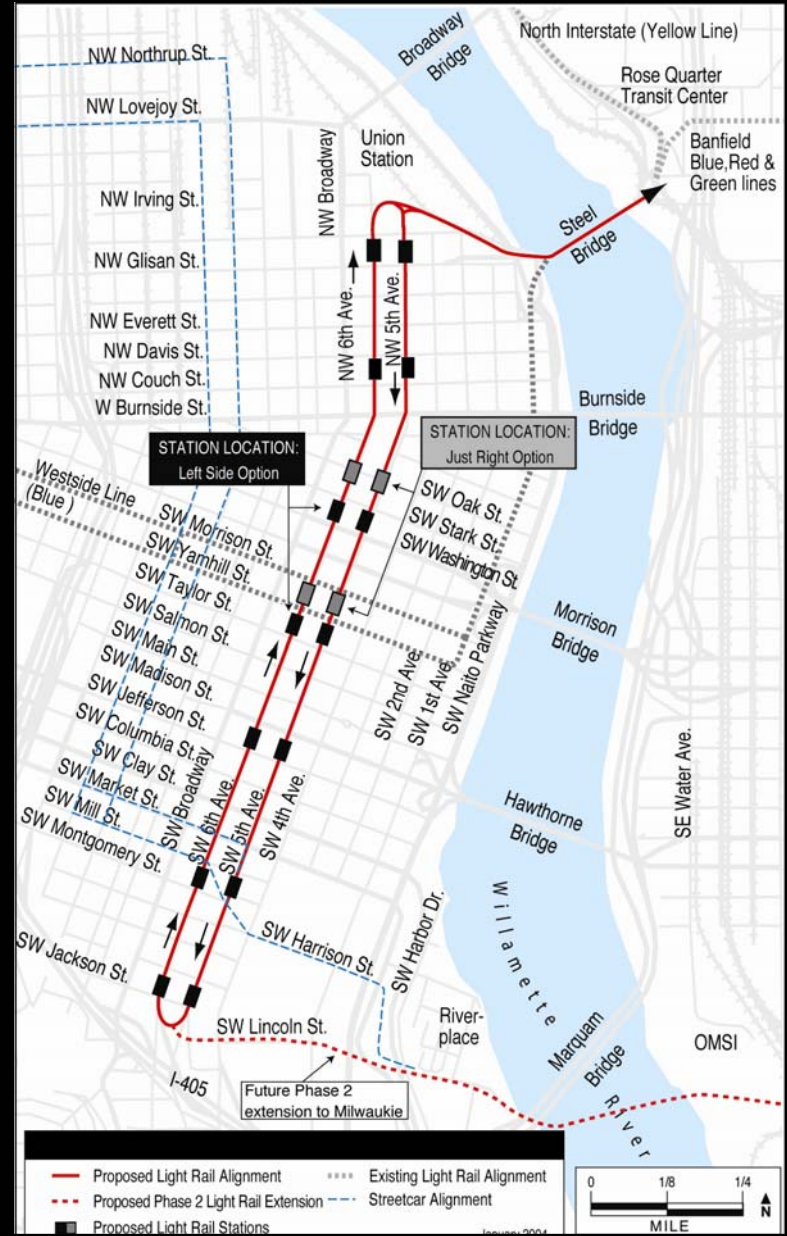 North Interstate (Yellow Line)
Broadway
Bridge
NW Northrup St.
Rose Quarter
Transit Center
NW Lovejoy St.
Union
Station
Banfield
Blue,Red &
Green lines
NW Broadway
NW Irving St.
Steel
Bridge
NW Glisan St.
NW 6th Ave.
NW 5th Ave.
NW Everett St.
NW Davis St.
NW Couch St.
W Burnside St.
Burnside
Bridge
STATION LOCATION:
Left Side Option
STATION LOCATION:
Just Right Option
Westside Line
(Blue )
SW Oak St.
SW Stark St.
SW Washington St
SW Morrison St.
SW Yamhill St.
SW Taylor St.
SW Salmon St.
SW Main St.
SW Madison St.
SW Jefferson St.
SW Columbia St.
SW Clay St.
SW Market St.
SW Mill St.
SW Montgomery St.
Morrison
Bridge
SW 2nd Ave.
SW 1st Ave.
SW Naito Parkway
SW Broadway
SW 6th Ave.
SW 5th Ave.
SW 4th Ave.
Hawthorne
Bridge
SE Water Ave.
SW Harbor Dr.
SW Harrison St.
Willamette
River
SW Jackson St.
SW Lincoln St.
River-
place
Marquam
Bridge
OMSI
I-405
Future Phase 2
extension to Milwaukie
Proposed Light Rail Alignment
Existing Light Rail Alignment
Proposed Phase 2 Light Rail Extension
Streetcar Alignment
Proposed Light Rail Stations
January 2004
0 1/8 1/4
MILE
N